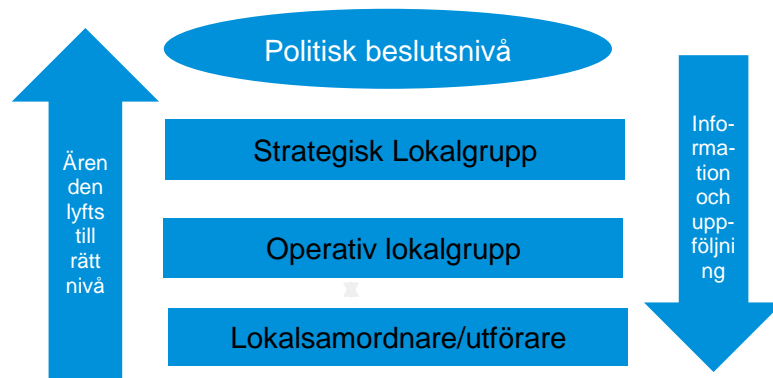 Politisk beslutsnivå
Strategisk Lokalgrupp
Operativ lokalgrupp
Lokalsamordnare/utförare
Ären
den
lyfts
till
rätt
nivå
Info-
rma-
tion
och
upp-
följni
ng